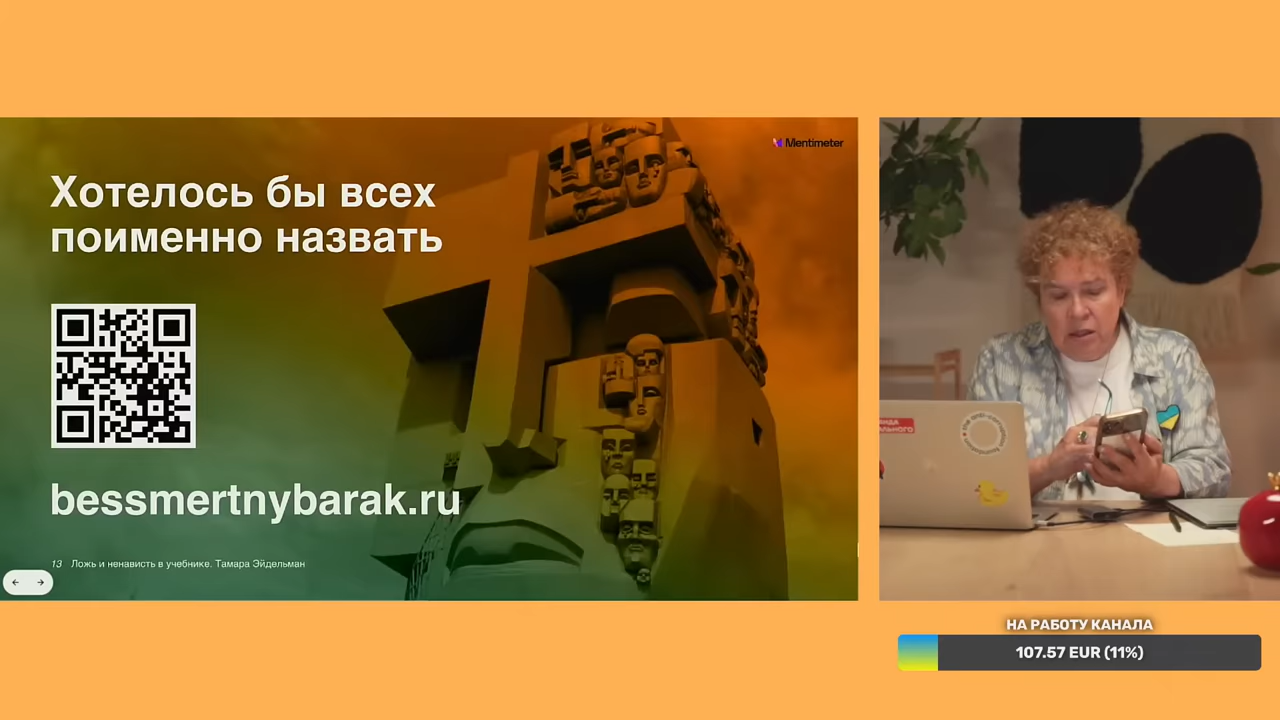 Mentimeter
Хотелось бы всех
поименно назвать
bessmertnybarak.ru
13 Ложь и ненависть в учебнике. Тамара Эйдельман
НА РАБОТУ КАНАЛА
107.57 EUR (11%)